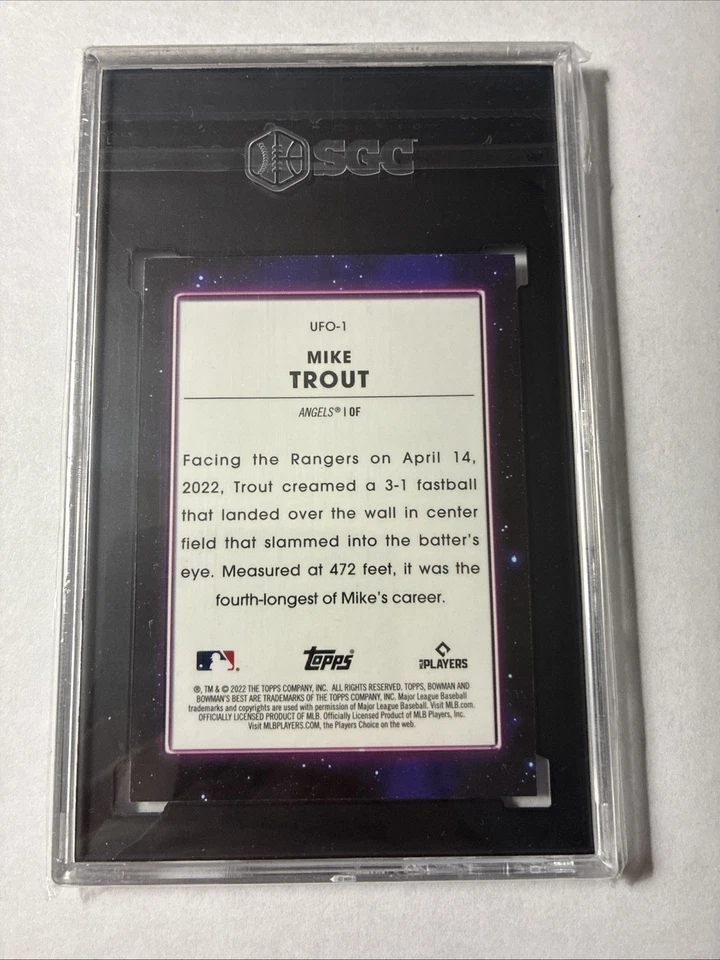 SGC
UFO-1
MIKE
TROUT
ANGELS® | OF
Facing the Rangers on April 14,
2022, Trout creamed a 3-1 fastball
that landed over the wall in center
field that slammed into the batter's
eye. Measured at 472 feet, it was the
fourth-longest of Mike's career.
® Topps PLAYERS
®, TM & © 2022 THE TOPPS COMPANY, INC. ALL RIGHTS RESERVED. TOPPS, BOWMAN AND
BOWMAN'S BEST ARE TRADEMARKS OF THE TOPPS COMPANY, INC. Major League Baseball
trademarks and copyrights are used with permission of Major League Baseball. Visit MLB.com.
OFFICIALLY LICENSED PRODUCT OF MLB. Officially Licensed Product of MLB Players, Inc.
Visit MLBPLAYERS.com, the Players Choice on the web.